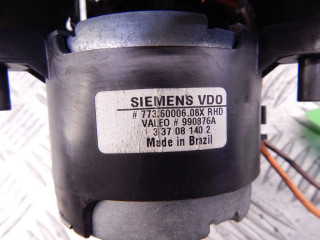 SIEMENS VDO
# 773.60006.08X RHD
VALEO # 990876A
3 37 08 140 2
Made in Brazil